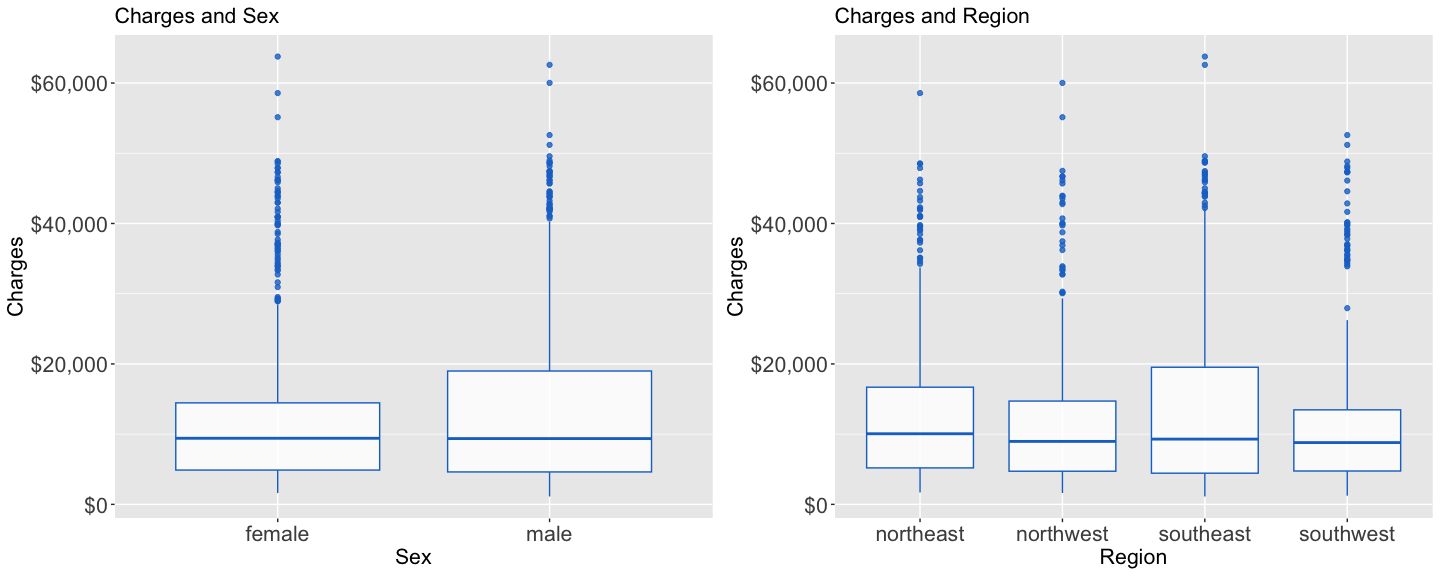 Charges and Sex
Charges
$60,000
$40,000
$20,000
$0
female male
Sex
Charges and Region
Charges
$60,000
$40,000
$20,000
$0
northeast northwest southeast southwest
Region